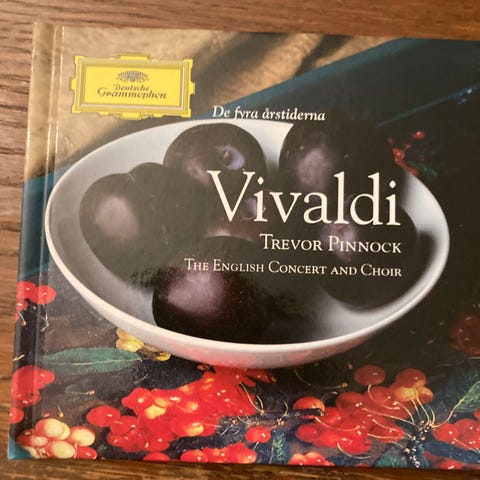 Deutsche
Grammophon
De fyra årstiderna
Vivaldi
TREVOR PINNOCK
THE ENGLISH CONCERT AND CHOIR